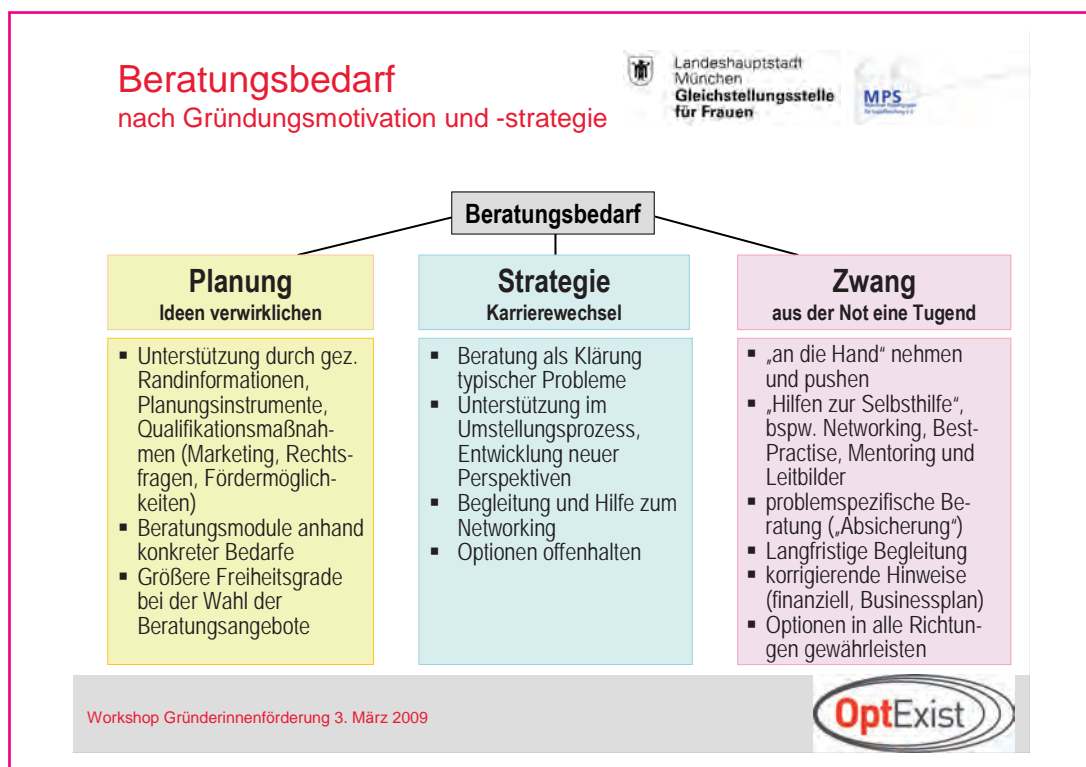 Beratungsbedarf
nach Gründungsmotivation und -strategie
Landeshauptstadt
München
Gleichstellungsstelle
für Frauen
MPS
Beratungsbedarf
Planung
Ideen verwirklichen
▪ Unterstützung durch gez.
Randinformationen,
Planungsinstrumente,
Qualifikationsmaßnah-
men (Marketing, Rechts-
fragen, Fördermöglich-
keiten)
▪ Beratungsmodule anhand
konkreter Bedarfe
▪ Größere Freiheitsgrade
bei der Wahl der
Beratungsangebote
Strategie
Karrierewechsel
▪ Beratung als Klärung
typischer Probleme
▪ Unterstützung im
Umstellungsprozess,
Entwicklung neuer
Perspektiven
▪ Begleitung und Hilfe zum
Networking
▪ Optionen offenhalten
Zwang
aus der Not eine Tugend
▪ „an die Hand“ nehmen
und pushen
▪ „Hilfen zur Selbsthilfe“,
bspw. Networking, Best-
Practise, Mentoring und
Leitbilder
▪ problemspezifische Be-
ratung („Absicherung“)
▪ Langfristige Begleitung
▪ korrigierende Hinweise
(finanziell, Businessplan)
▪ Optionen in alle Richtun-
gen gewährleisten
Workshop Gründerinnenförderung 3. März 2009
OptExist